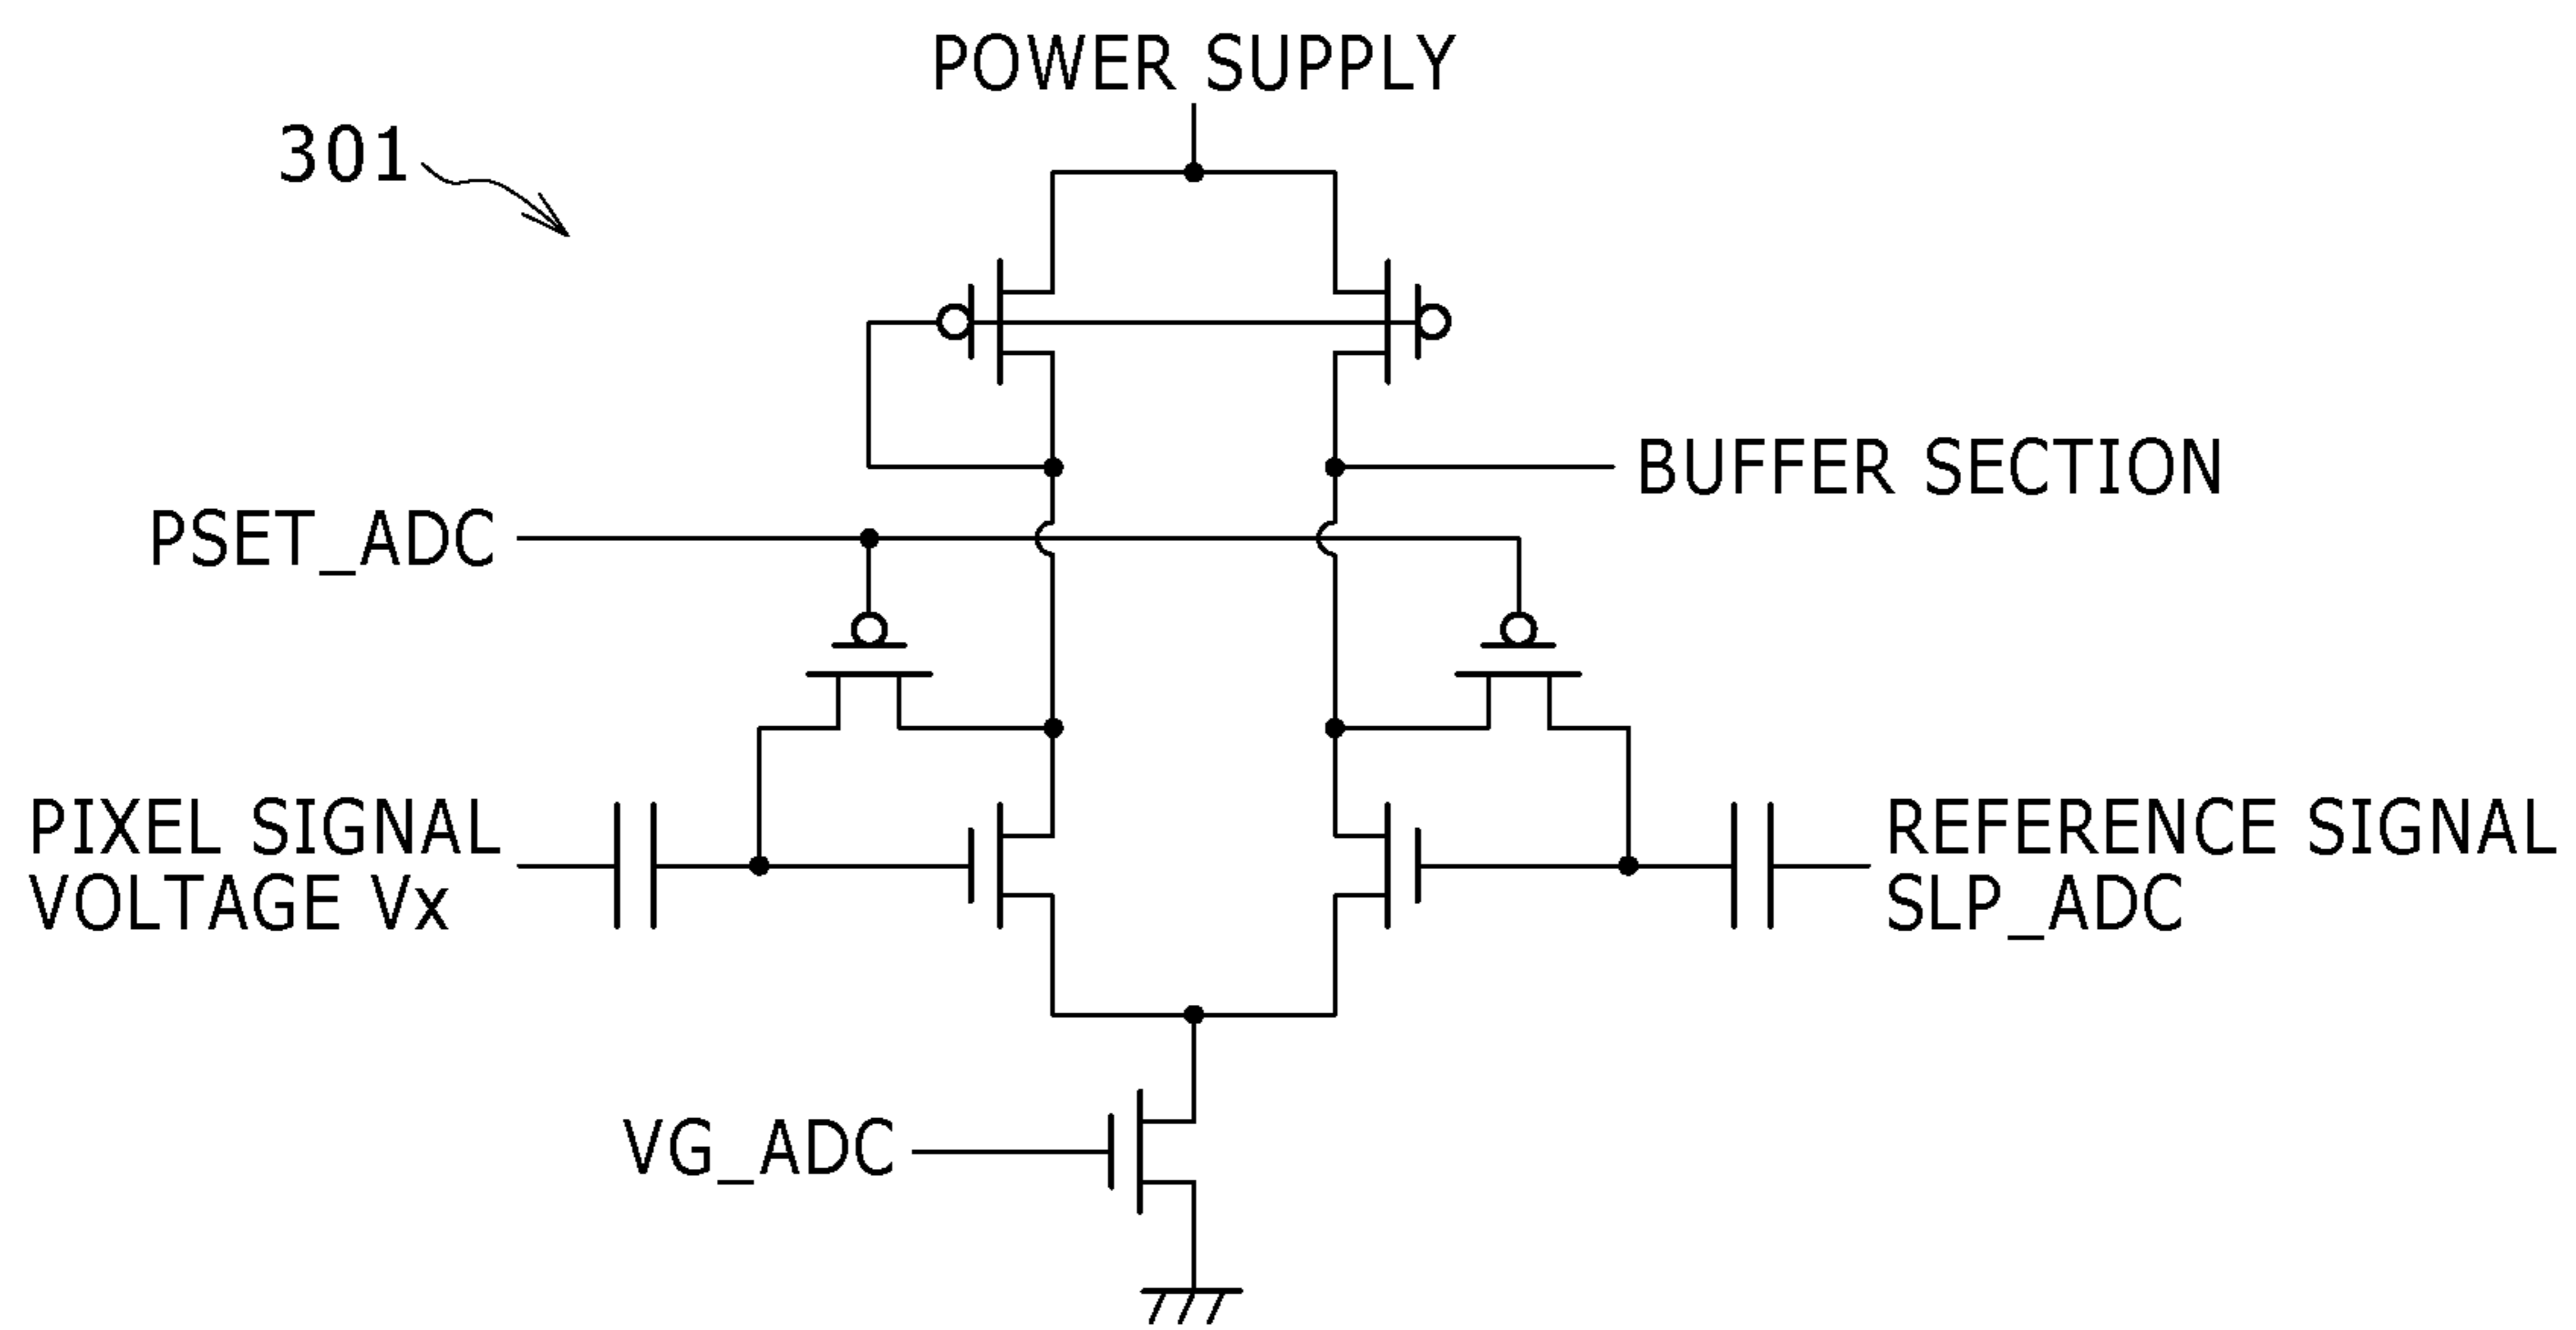 POWER SUPPLY
301
BUFFER SECTION
PSET_ADC
PIXEL SIGNAL
VOLTAGE Vx
REFERENCE SIGNAL
SLP_ADC
VG_ADC